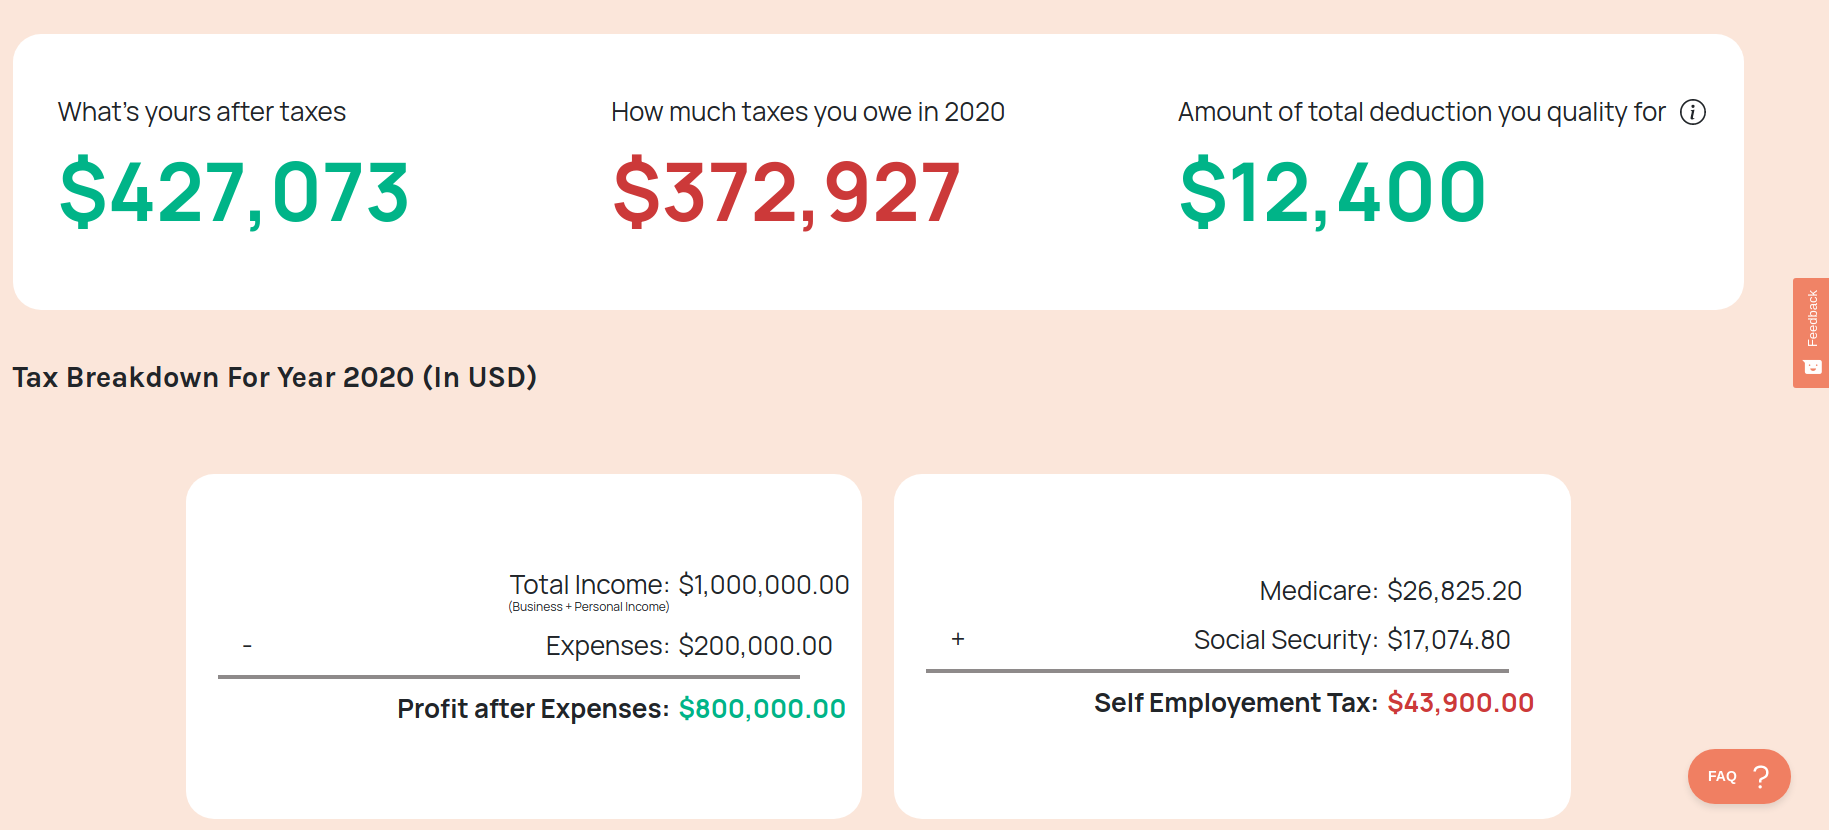 What's yours after taxes
$427,073
How much taxes you owe in 2020
$372,927
Amount of total deduction you quality for
$12,400
Feedback
Tax Breakdown For Year 2020 (In USD)
Total Income: $1,000,000.00
(Business + Personal Income)
- Expenses: $200,000.00
Profit after Expenses: $800,000.00
Medicare: $26,825.20
+ Social Security: $17,074.80
Self Employement Tax: $43,900.00
FAQ ?